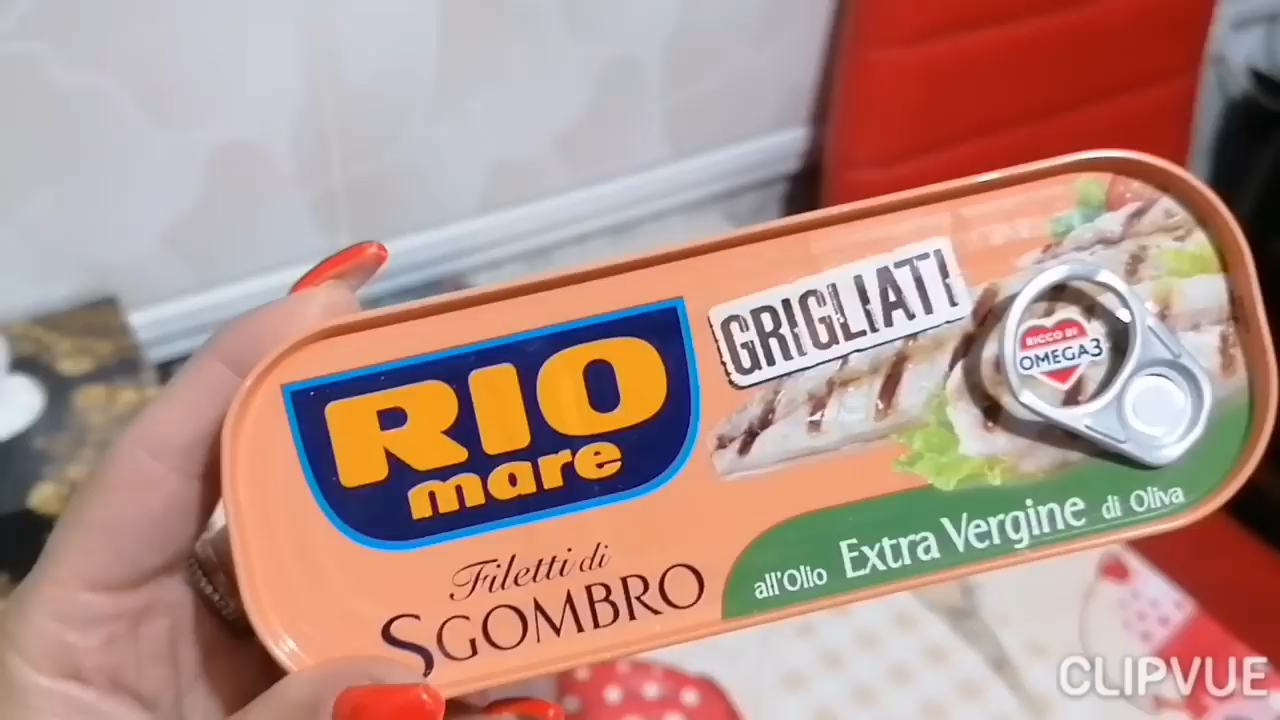 RIO
mare
GRIGLIATI
RICCO DI
OMEGA3
Filetti di
SGOMBRO
all'Olio Extra Vergine di Oliva
CLIPVUE